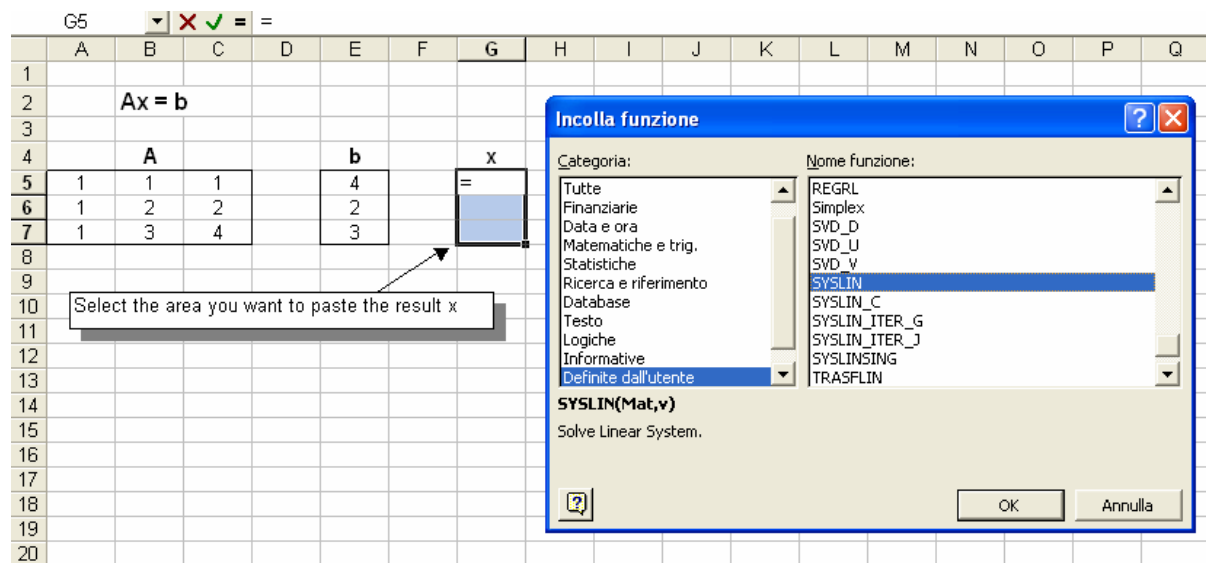 G5 = =
A B C D E F G H I J K L M N O P Q
1
2 Ax = b
3
4 A b x
5 1 1 1 4 =
6 1 2 2 2
7 1 3 4 3
8
9
10 Select the area you want to paste the result x
11
12
13
14
15
16
17
18
19
20
Incolla funzione
Categoria: Nome funzione:
Tutte
Finanziarie
Data e ora
Matematiche e trig.
Statistiche
Ricerca e riferimento
Database
Testo
Logiche
Informative
Definite dall'utente
REGRL
Simplex
SVD_D
SVD_U
SVD_V
SYSLIN
SYSLIN_C
SYSLIN_ITER_G
SYSLIN_ITER_J
SYSLINSING
TRASFLIN
SYSLIN(Mat,v)
Solve Linear System.
OK Annulla